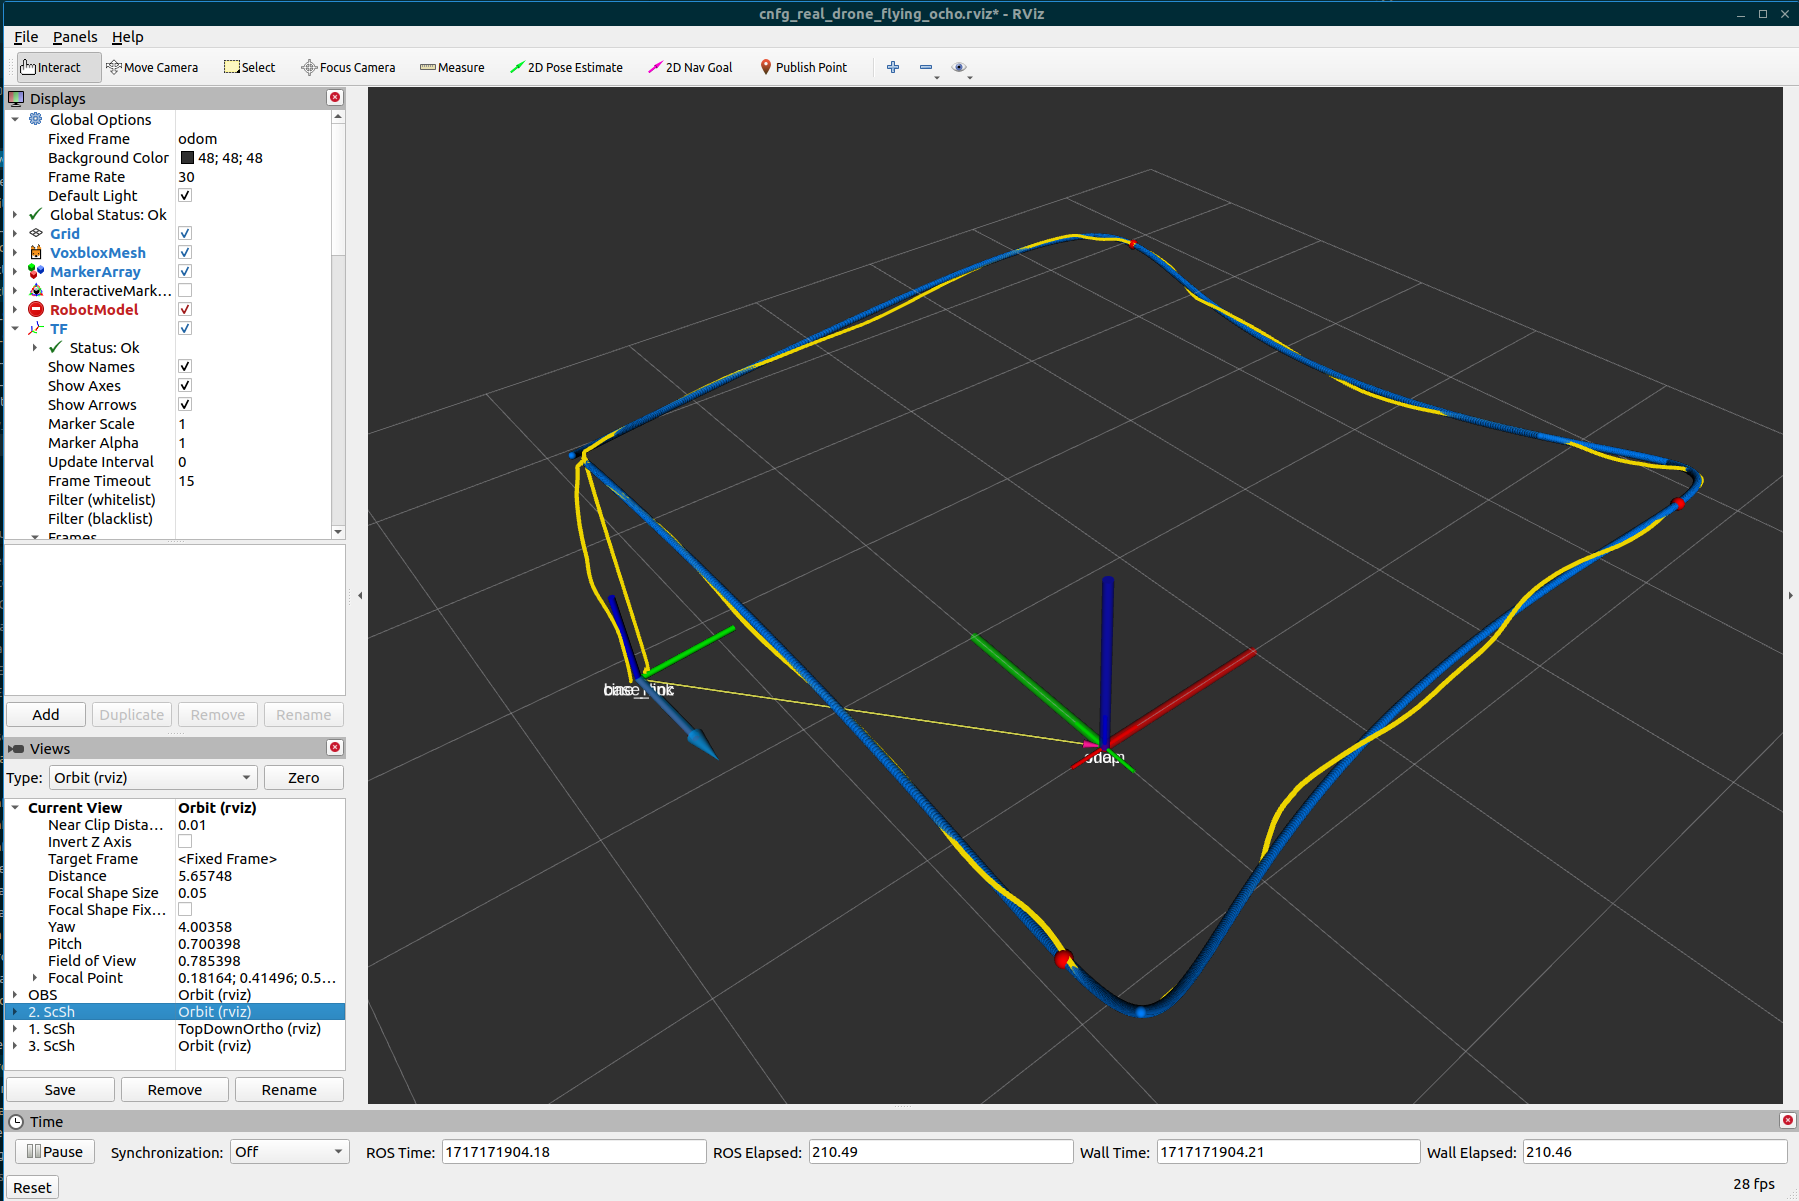 cnfg_real_drone_flying_ocho.rviz* - RViz
File Panels Help
Interact Move Camera Select Focus Camera Measure 2D Pose Estimate 2D Nav Goal Publish Point
Displays
Global Options
Fixed Frame odom
Background Color 48; 48; 48
Frame Rate 30
Default Light
Global Status: Ok
Grid
VoxbloxMesh
MarkerArray
InteractiveMark...
RobotModel
TF
Status: Ok
Show Names
Show Axes
Show Arrows
Marker Scale 1
Marker Alpha 1
Update Interval 0
Frame Timeout 15
Filter (whitelist)
Filter (blacklist)
Frames
Add Duplicate Remove Rename
Views
Type: Orbit (rviz) Zero
Current View Orbit (rviz)
Near Clip Dista... 0.01
Invert Z Axis
Target Frame <Fixed Frame>
Distance 5.65748
Focal Shape Size 0.05
Focal Shape Fix...
Yaw 4.00358
Pitch 0.700398
Field of View 0.785398
Focal Point 0.18164; 0.41496; 0.5...
OBS Orbit (rviz)
2. ScSh Orbit (rviz)
1. ScSh TopDownOrtho (rviz)
3. ScSh Orbit (rviz)
Save Remove Rename
Time
Pause Synchronization: Off ROS Time: 1717171904.18 ROS Elapsed: 210.49 Wall Time: 1717171904.21 Wall Elapsed: 210.46
Reset 28 fps